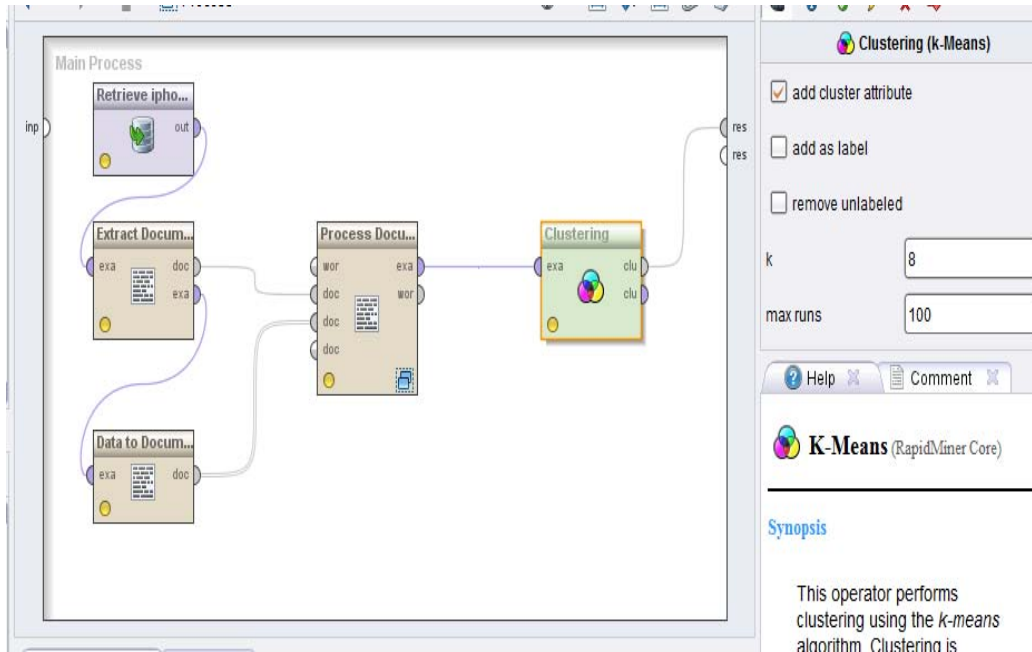 Main Process
Retrieve ipho...
out
inp
res
res
Extract Docum...
exa
doc
exa
Process Docu...
wor
exa
doc
wor
doc
doc
Clustering
exa
clu
clu
Data to Docum...
exa
doc
Clustering (k-Means)
add cluster attribute
add as label
remove unlabeled
k
8
max runs
100
Help
Comment
K-Means (RapidMiner Core)
Synopsis
This operator performs
clustering using the k-means
algorithm. Clustering is